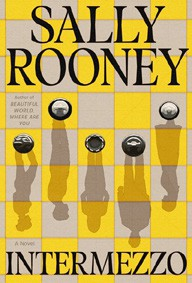 SALLY
ROONEY
Author of
BEAUTIFUL
WORLD,
WHERE ARE
YOU
A Novel
INTERMEZZO